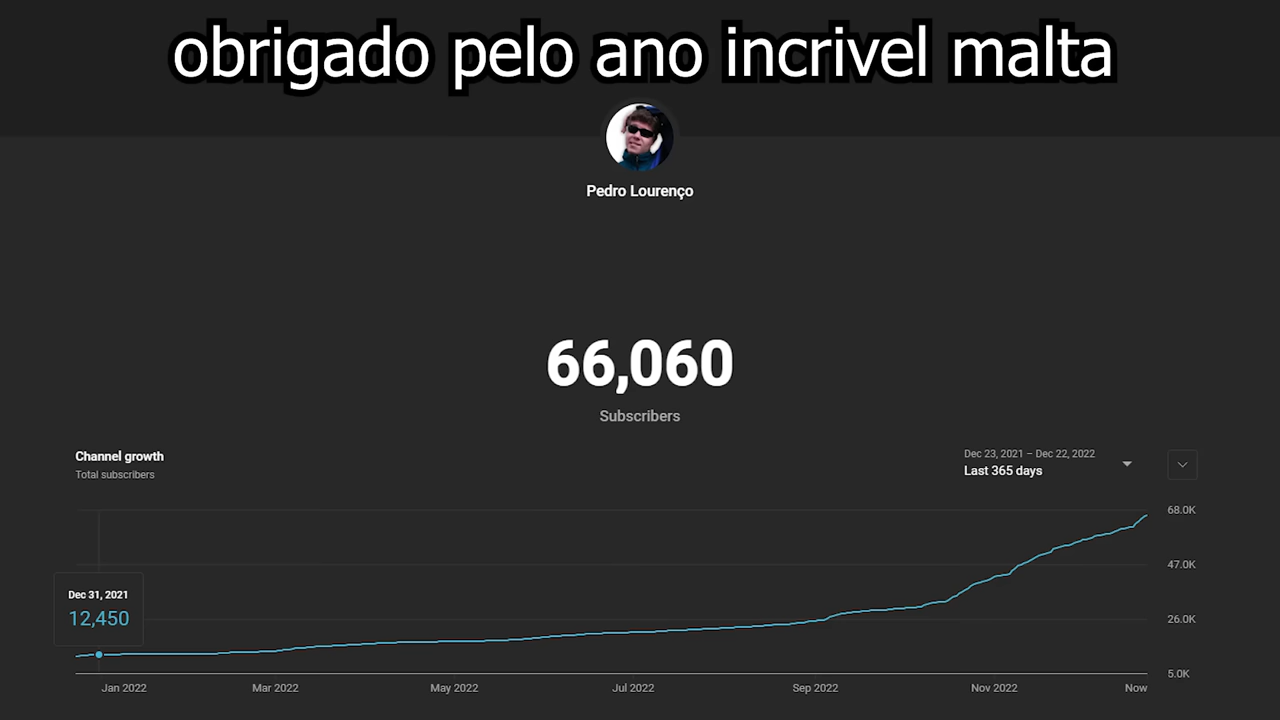 obrigado pelo ano incrivel malta
Pedro Lourenço
66,060
Subscribers
Channel growth
Total subscribers
Dec 23, 2021 – Dec 22, 2022
Last 365 days
68.0K
47.0K
26.0K
5.0K
Dec 31, 2021
12,450
Jan 2022
Mar 2022
May 2022
Jul 2022
Sep 2022
Nov 2022
Now